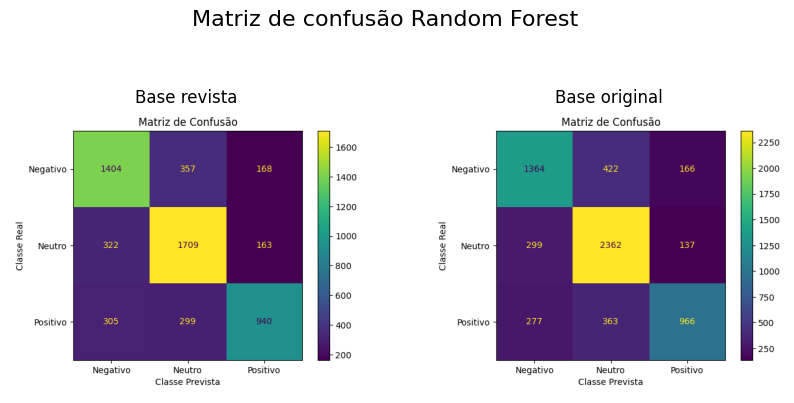 Matriz de confusão Random Forest
Base revista
Matriz de Confusão
Classe Real
Negativo 1404 357 168
Neutro 322 1709 163
Positivo 305 299 940
Negativo Neutro Positivo
Classe Prevista
1600
1400
1200
1000
800
600
400
200
Base original
Matriz de Confusão
Classe Real
Negativo 1364 422 166
Neutro 299 2362 137
Positivo 277 363 966
Negativo Neutro Positivo
Classe Prevista
2250
2000
1750
1500
1250
1000
750
500
250